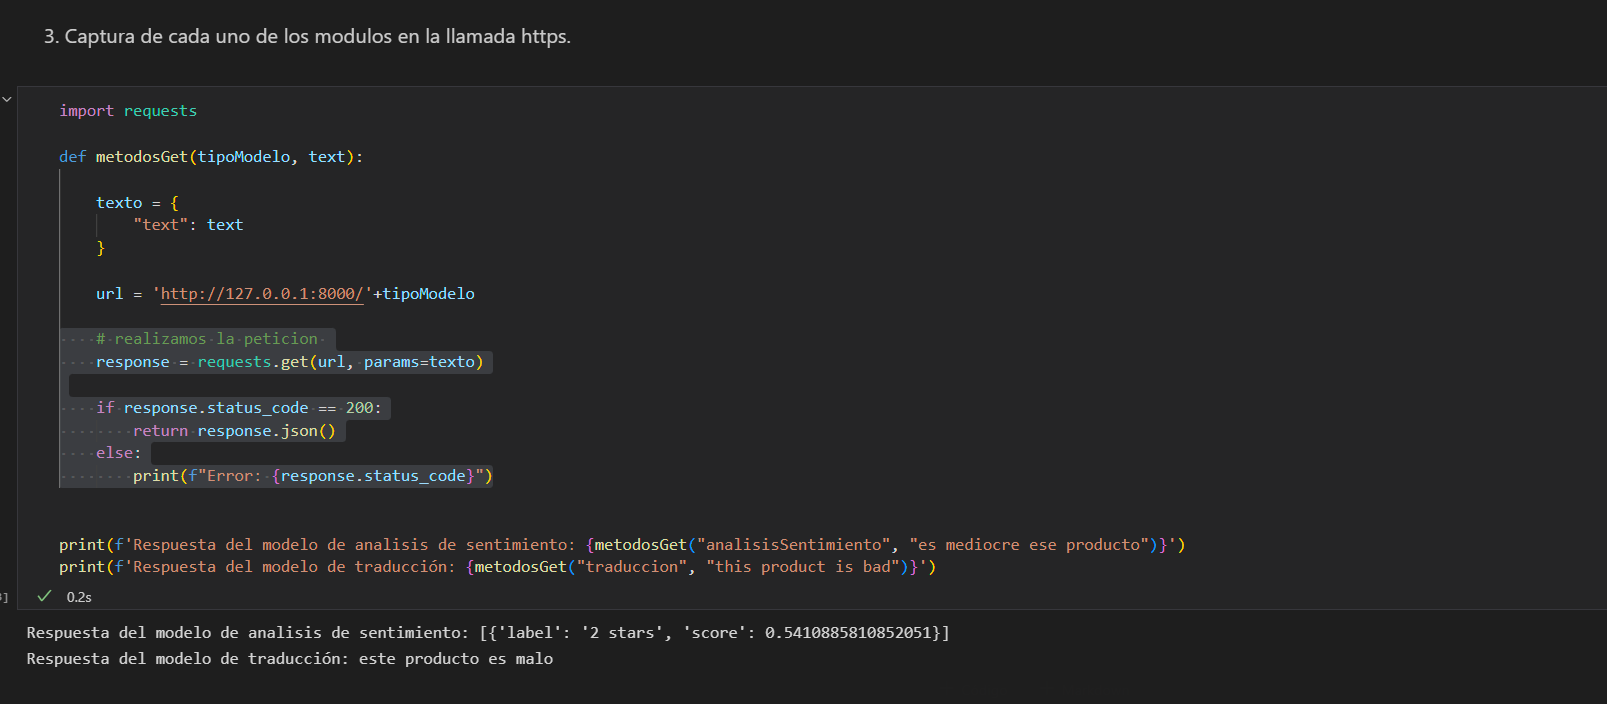 3. Captura de cada uno de los modulos en la llamada https.
import requests
def metodosGet(tipoModelo, text):
texto = {
"text": text
}
url = 'http://127.0.0.1:8000/'+tipoModelo
# realizamos la peticion
response = requests.get(url, params=texto)
if response.status_code == 200:
return response.json()
else:
print(f"Error: {response.status_code}")
print(f'Respuesta del modelo de analisis de sentimiento: {metodosGet("analisisSentimiento", "es mediocre ese producto")}')
print(f'Respuesta del modelo de traducción: {metodosGet("traduccion", "this product is bad")}')
0.2s
Respuesta del modelo de analisis de sentimiento: [{'label': '2 stars', 'score': 0.5410885810852051}]
Respuesta del modelo de traducción: este producto es malo